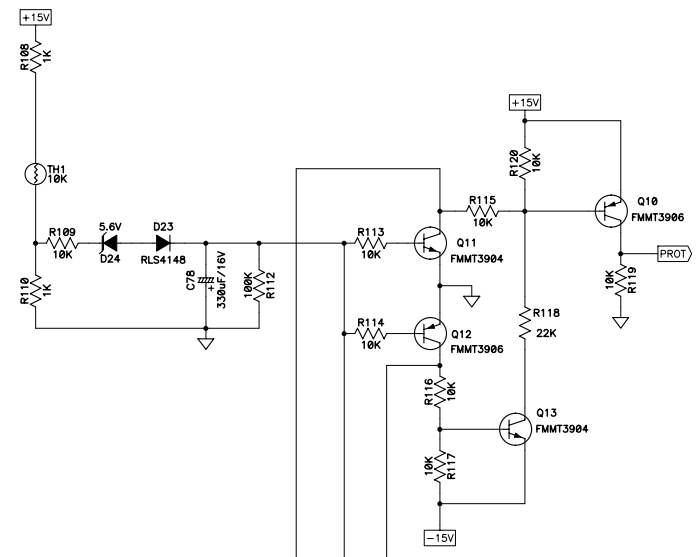 +15V
R108
1K
TH1
10K
R109
10K
5.6V
D24
D23
RLS4148
R110
1K
C78
330uF/16V
+
100K
R112
R113
10K
R114
10K
Q11
FMMT3904
Q12
FMMT3906
R115
10K
+15V
R120
10K
Q10
FMMT3906
PROT
10K
R119
R118
22K
R116
10K
10K
R117
Q13
FMMT3904
-15V